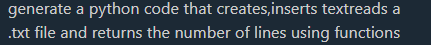 generate a python code that creates,inserts textreads a
.txt file and returns the number of lines using functions